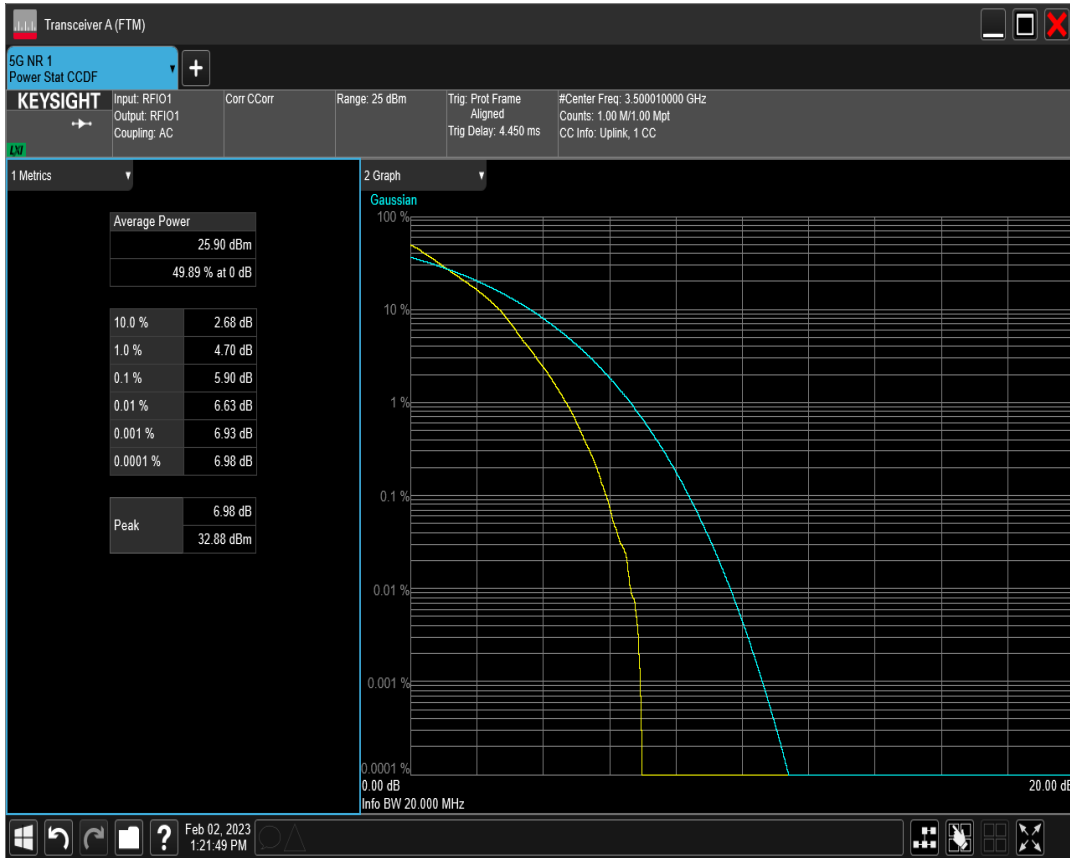 Transceiver A (FTM)
5G NR 1
Power Stat CCDF
KEYSIGHT
LXI
Input: RFIO1
Output: RFIO1
Coupling: AC
Corr CCorr
Range: 25 dBm
Trig: Prot Frame
Aligned
Trig Delay: 4.450 ms
#Center Freq: 3.500010000 GHz
Counts: 1.00 M/1.00 Mpt
CC Info: Uplink, 1 CC
1 Metrics
Average Power
25.90 dBm
49.89 % at 0 dB
10.0 % 2.68 dB
1.0 % 4.70 dB
0.1 % 5.90 dB
0.01 % 6.63 dB
0.001 % 6.93 dB
0.0001 % 6.98 dB
Peak
6.98 dB
32.88 dBm
2 Graph
Gaussian
100 %
10 %
1 %
0.1 %
0.01 %
0.001 %
0.0001 %
0.00 dB 20.00 dB
Info BW 20.000 MHz
? Feb 02, 2023
1:21:49 PM